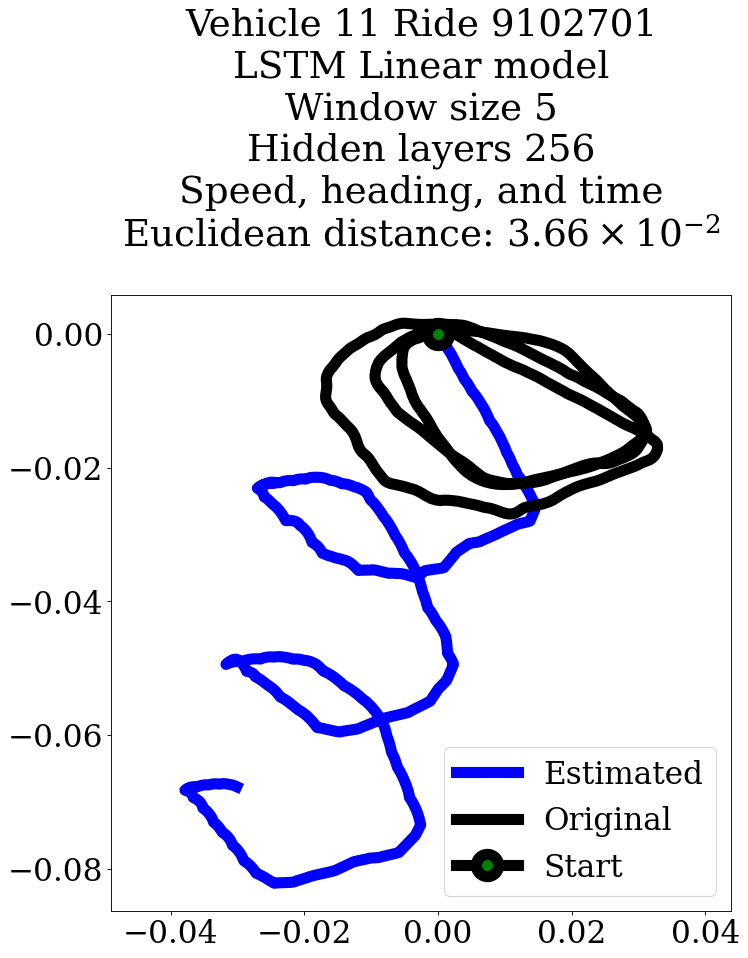 Vehicle 11 Ride 9102701
LSTM Linear model
Window size 5
Hidden layers 256
Speed, heading, and time
Euclidean distance: 3.66 × 10⁻²
0.00
−0.02
−0.04
−0.06
−0.08
Estimated
Original
Start
−0.04 −0.02 0.00 0.02 0.04